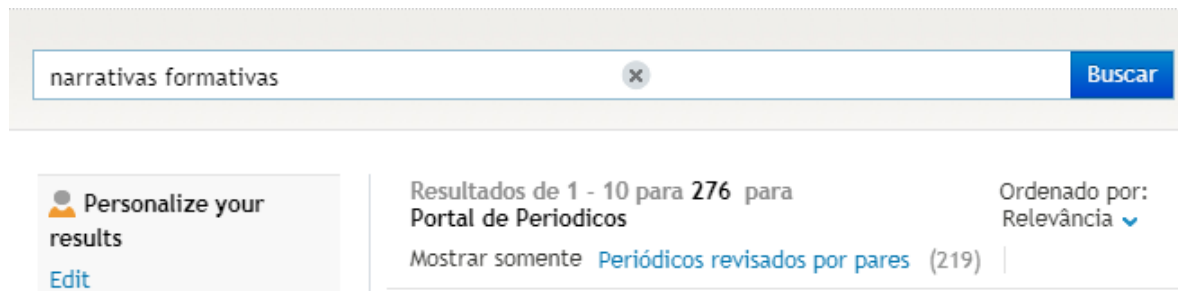 narrativas formativas
Buscar
Personalize your
results
Edit
Resultados de 1 - 10 para 276 para
Portal de Periodicos
Mostrar somente Periódicos revisados por pares (219)
Ordenado por:
Relevância